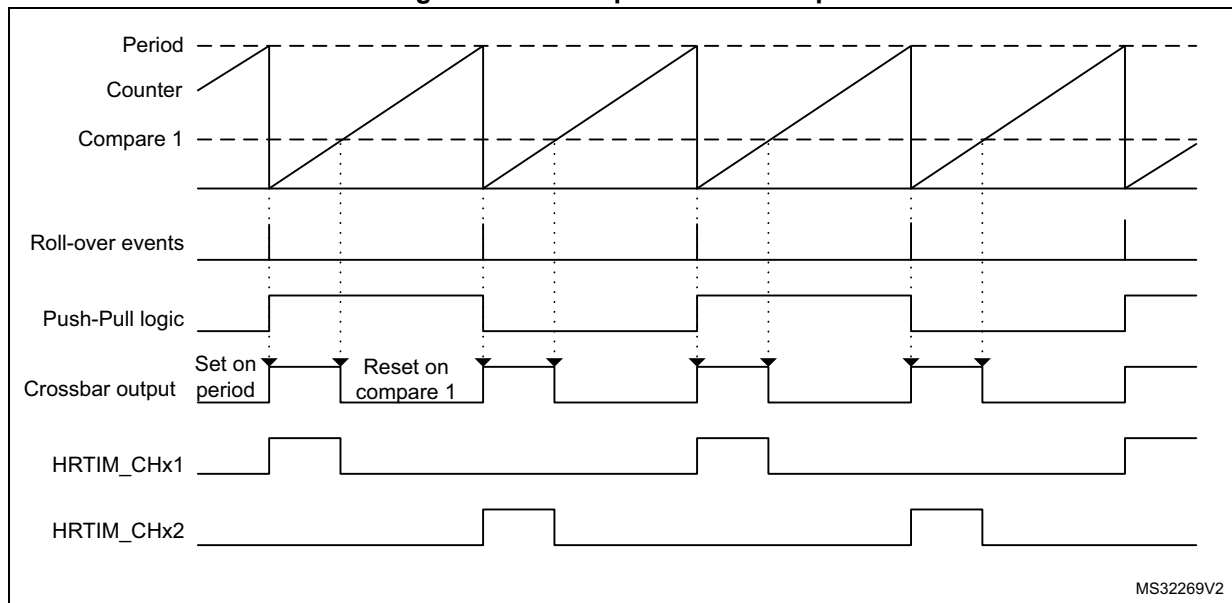 Period
Counter
Compare 1
Roll-over events
Push-Pull logic
Crossbar output
Set on
period
Reset on
compare 1
HRTIM_CHx1
HRTIM_CHx2
MS32269V2